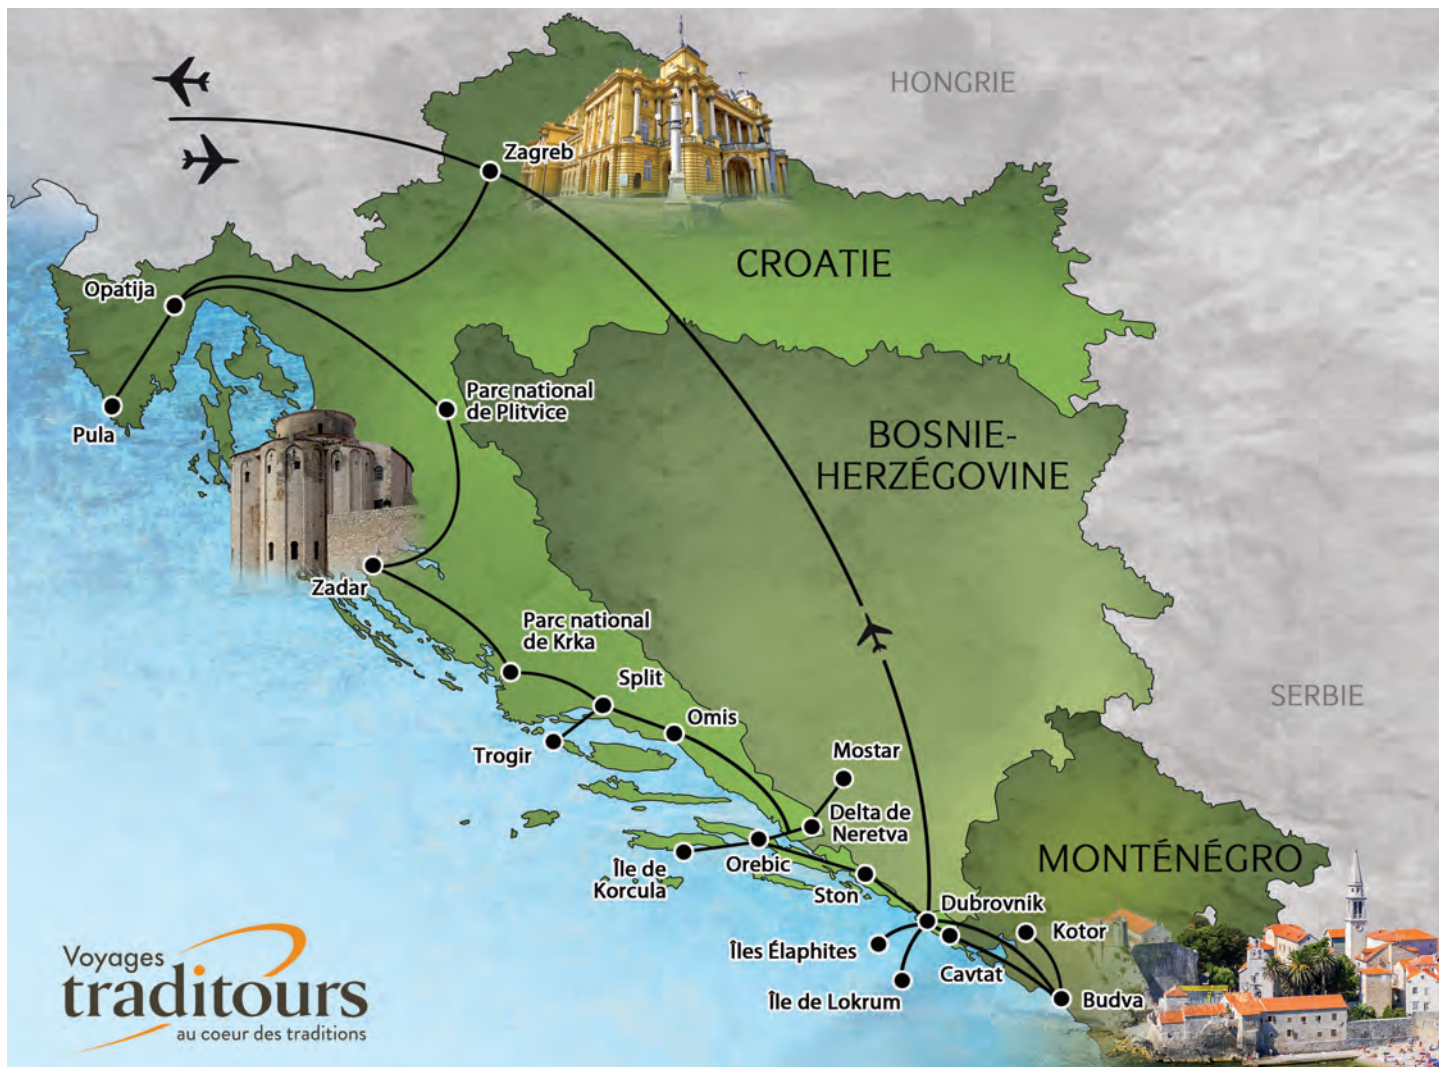 HONGRIE
Zagreb
CROATIE
Opatija
Parc national
de Plitvice
Pula
BOSNIE-
HERZÉGOVINE
Zadar
Parc national
de Krka
Split
SERBIE
Omis
Trogir
Mostar
Delta de
Neretva
MONTÉNÉGRO
Orebic
Île de
Korcula
Ston
Dubrovnik
Kotor
Îles Élaphites
Cavtat
Île de Lokrum
Budva
Voyages
traditours
au coeur des traditions